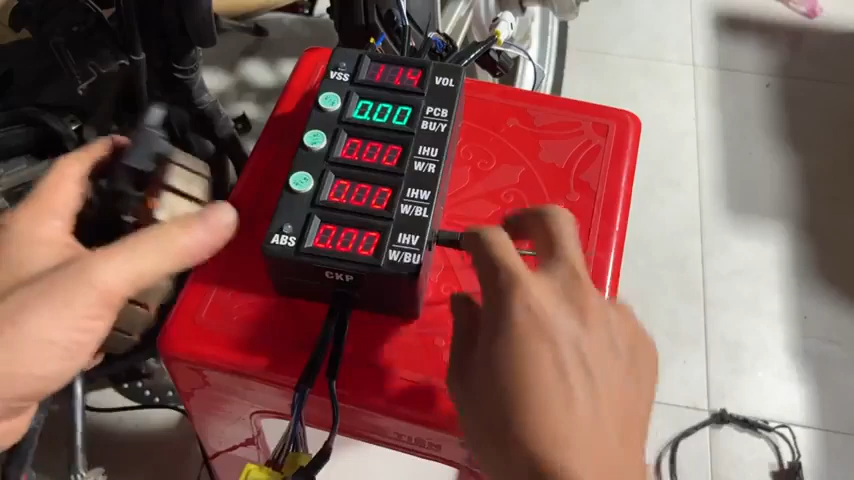 VSS 11.4 VOL
0.00 PCB
BU/Y
0.00 IHU
W/R
0.00 IHW
W/BL
ABS 0.00 IHV
W/BU
CKP
TIẾN